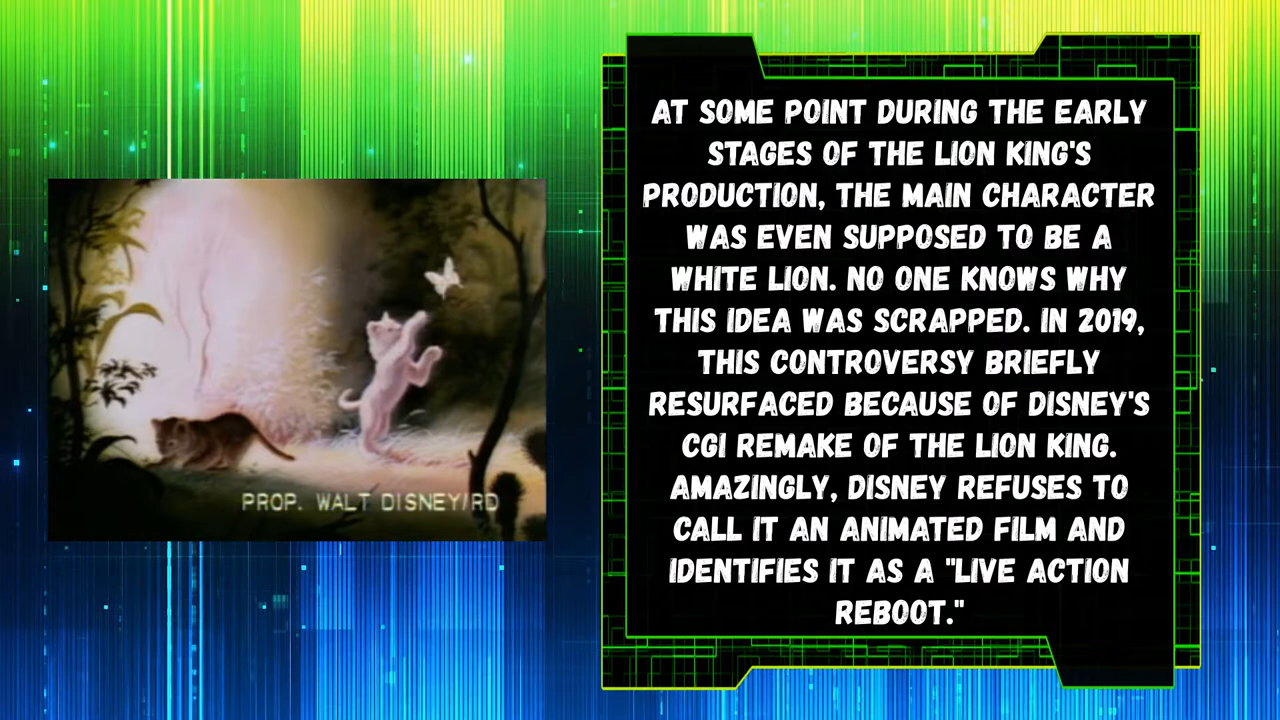 AT SOME POINT DURING THE EARLY
STAGES OF THE LION KING'S
PRODUCTION, THE MAIN CHARACTER
WAS EVEN SUPPOSED TO BE A
WHITE LION. NO ONE KNOWS WHY
THIS IDEA WAS SCRAPPED. IN 2019,
THIS CONTROVERSY BRIEFLY
RESURFACED BECAUSE OF DISNEY'S
CGI REMAKE OF THE LION KING.
AMAZINGLY, DISNEY REFUSES TO
CALL IT AN ANIMATED FILM AND
IDENTIFIES IT AS A "LIVE ACTION
REBOOT."
PROP. WALT DISNEY/RD